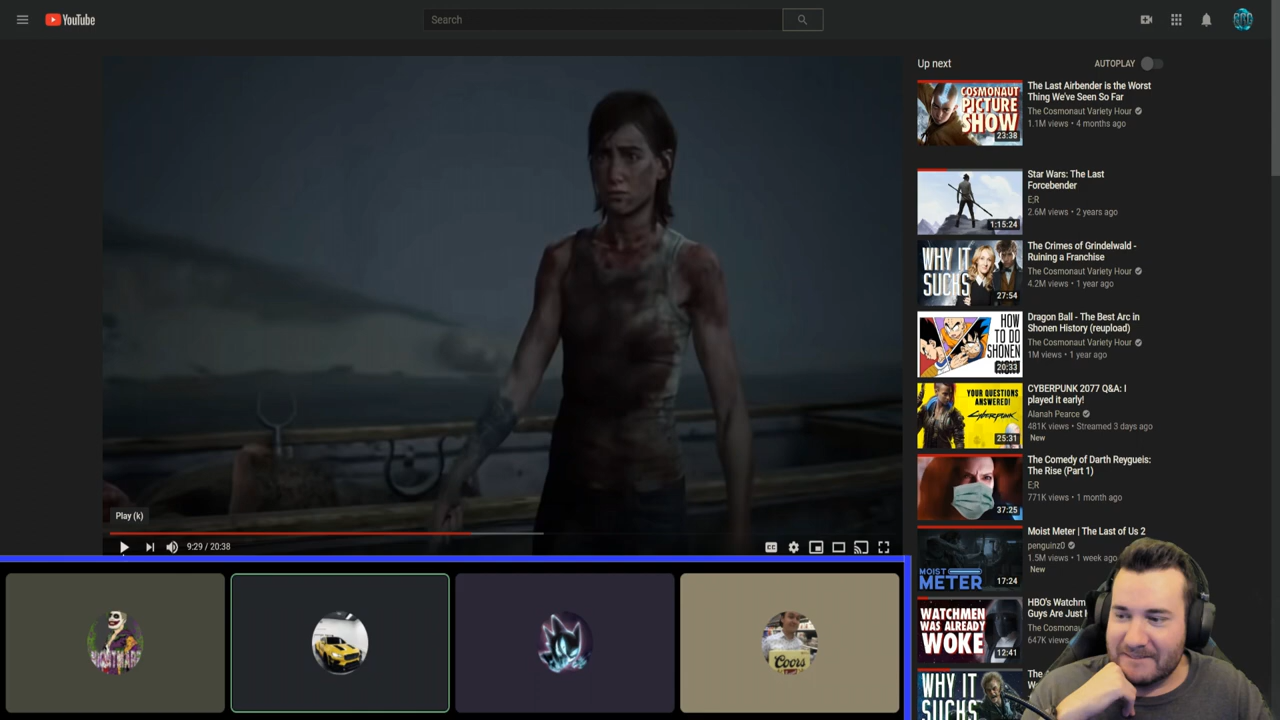 YouTube
Search
Up next
AUTOPLAY
COSMONAUT
PICTURE
SHOW
23:38
The Last Airbender is the Worst
Thing We've Seen So Far
The Cosmonaut Variety Hour
1.1M views • 4 months ago
1:15:24
Star Wars: The Last
Forcebender
E;R
2.6M views • 2 years ago
WHY IT
SUCKS
27:54
The Crimes of Grindelwald -
Ruining a Franchise
The Cosmonaut Variety Hour
4.2M views • 1 year ago
HOW
TO DO
SHONEN
RIGHT
20:33
Dragon Ball - The Best Arc in
Shonen History (reupload)
The Cosmonaut Variety Hour
1M views • 1 year ago
YOUR QUESTIONS
ANSWERED!
CYBERPUNK
25:31
CYBERPUNK 2077 Q&A: I
played it early!
Alanah Pearce
481K views • Streamed 3 days ago
New
37:25
The Comedy of Darth Reygueis:
The Rise (Part 1)
E;R
771K views • 1 month ago
MOIST
METER
17:24
Moist Meter | The Last of Us 2
penguinz0
1.5M views • 1 week ago
New
WATCHMEN
WAS ALREADY
WOKE
12:41
HBO's Watchm
Guys Are Just
The Cosmona
647K views
WHY IT
SUCKS
The
Play (k)
9:29 / 20:38
CC
NIGHTMARE
Coors